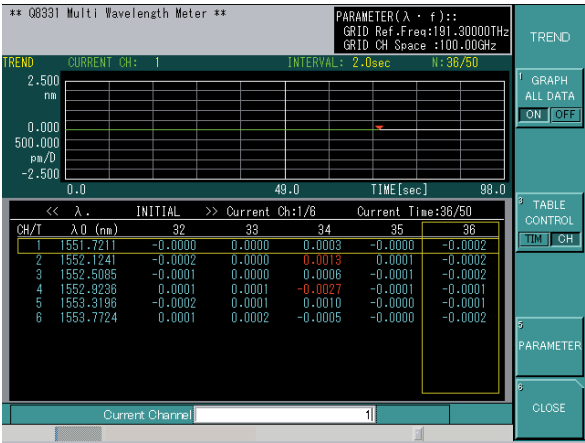 ** Q8331 Multi Wavelength Meter **
PARAMETER(λ · f)::
GRID Ref.Freq:191.30000THz
GRID CH Space :100.00GHz
TREND
TREND CURRENT CH: 1 INTERVAL: 2.0sec N:36/50
2.500
nm
0.000
500.000
pm/D
-2.500
0.0 49.0 TIME[sec] 98.0
1 GRAPH
ALL DATA
ON OFF
<< λ . INITIAL >> Current Ch:1/6 Current Time:36/50
CH/T λ0 (nm) 32 33 34 35 36
1 1551.7211 -0.0000 0.0000 0.0003 -0.0000 -0.0002
2 1552.1241 -0.0002 0.0000 0.0013 0.0001 -0.0002
3 1552.5085 -0.0001 0.0000 0.0006 -0.0001 -0.0002
4 1552.9236 0.0001 0.0001 -0.0027 -0.0001 -0.0001
5 1553.3196 -0.0002 0.0001 0.0010 -0.0000 -0.0002
6 1553.7724 0.0001 0.0002 -0.0005 -0.0000 -0.0002
3 TABLE
CONTROL
TIM CH
5
PARAMETER
6
CLOSE
Current Channel 1